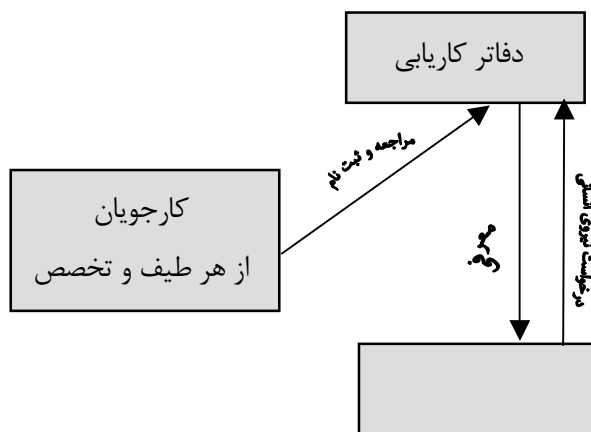 دفاتر کاریابی
مراجعه و ثبت نام
کارجویان
از هر طیف و تخصص
معرفی
درخواست نیروی انسانی